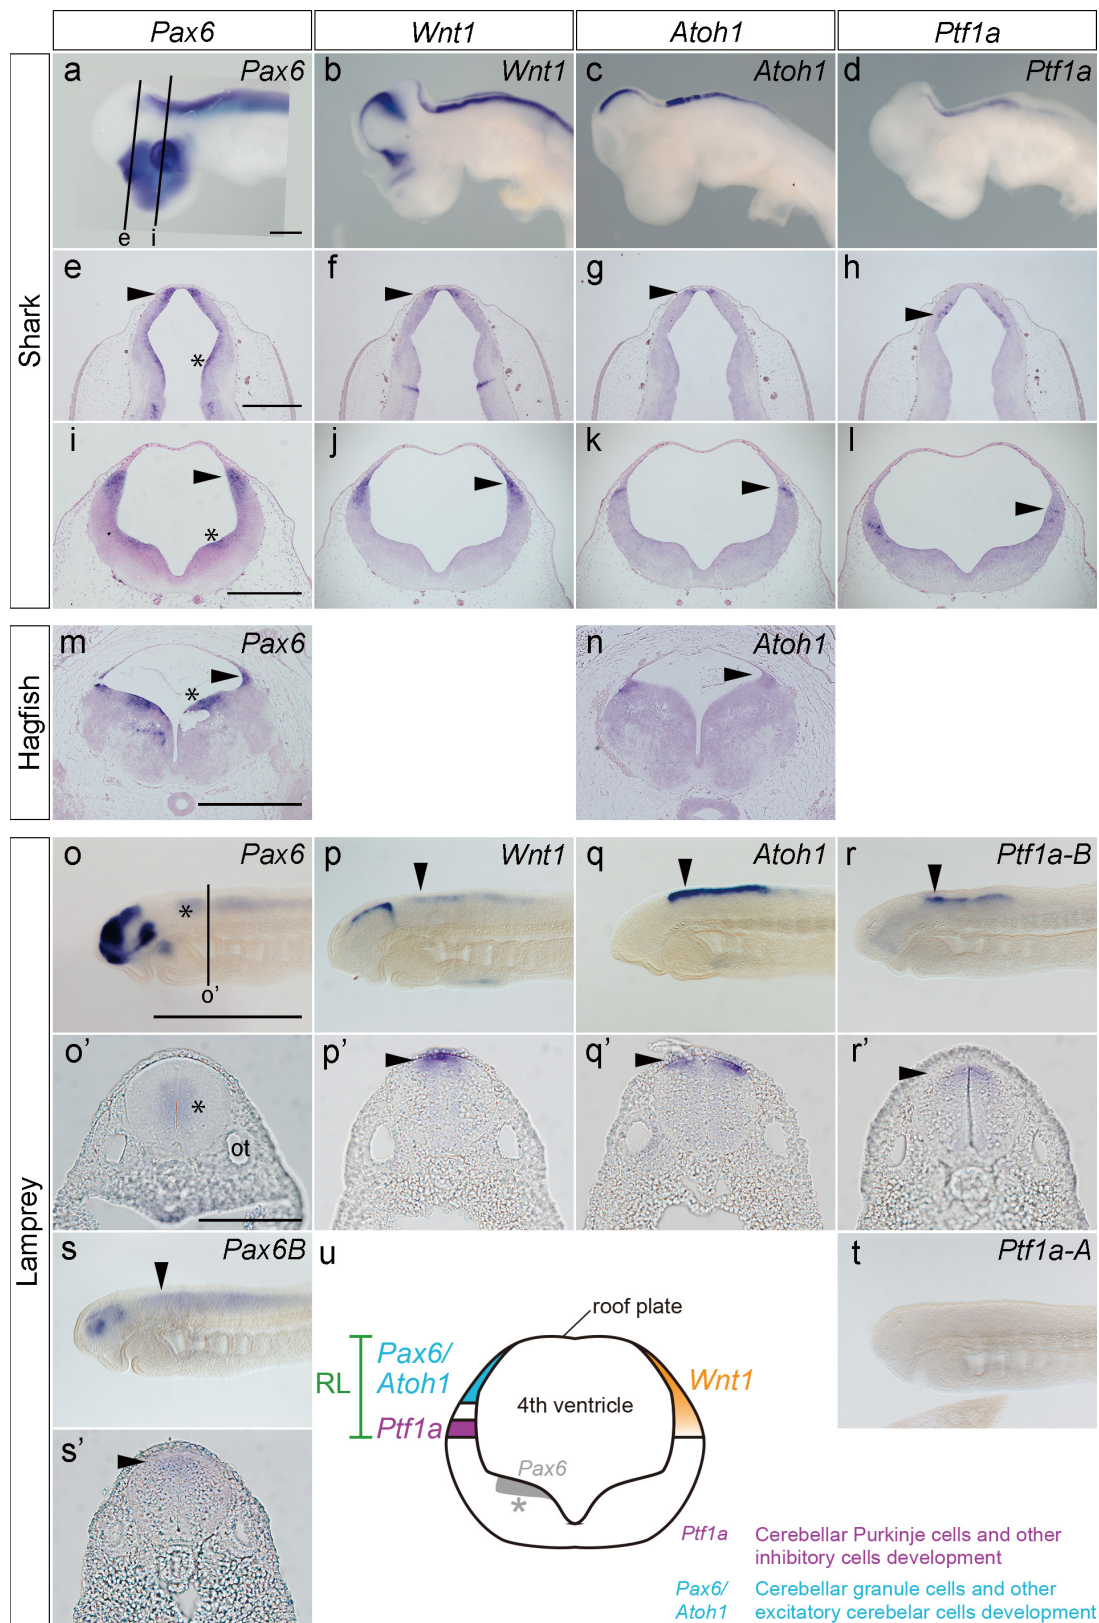 Pax6
Wnt1
Atoh1
Ptf1a
Shark
a
Pax6
e
i
b
Wnt1
c
Atoh1
d
Ptf1a
e
*
f
g
h
i
*
j
k
l
Hagfish
m
Pax6
*
n
Atoh1
Lamprey
o
Pax6
*
o’
p
Wnt1
q
Atoh1
r
Ptf1a-B
o’
*
ot
p’
q’
r’
s
Pax6B
s’
u
roof plate
RL
Pax6/
Atoh1
Ptf1a
4th ventricle
Wnt1
Pax6
*
t
Ptf1a-A
Ptf1a
Cerebellar Purkinje cells and other
inhibitory cells development
Pax6/
Atoh1
Cerebellar granule cells and other
excitatory cerebelar cells development